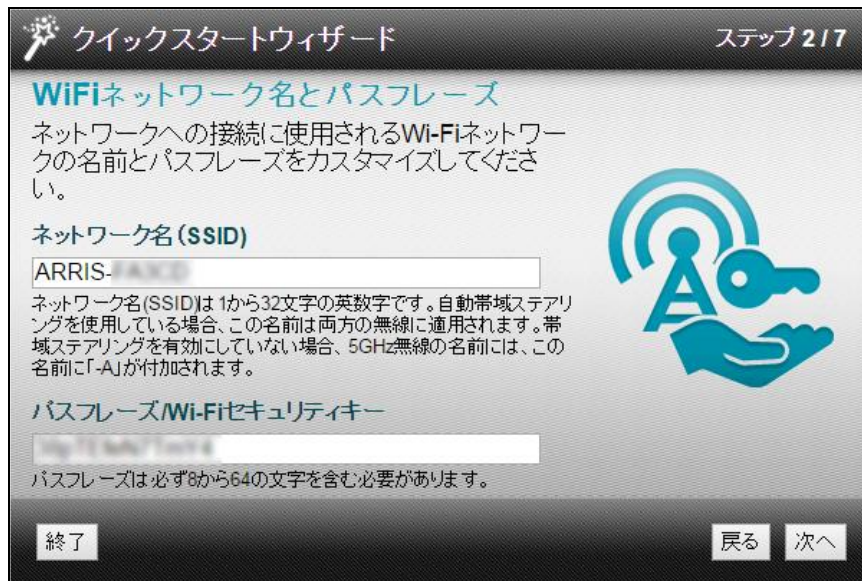 クイックスタートウィザード
ステップ 2 / 7
WiFiネットワーク名とパスフレーズ
ネットワークへの接続に使用されるWi-Fiネットワー
クの名前とパスフレーズをカスタマイズしてくださ
い。
ネットワーク名(SSID)
ARRIS-
ネットワーク名(SSID)は1から32文字の英数字です。自動帯域ステアリ
ングを使用している場合、この名前は両方の無線に適用されます。帯
域ステアリングを有効にしていない場合、5GHz無線の名前には、この
名前に「-A」が付加されます。
パスフレーズ/Wi-Fiセキュリティキー
パスフレーズは必ず8から64の文字を含む必要があります。
終了
戻る
次へ